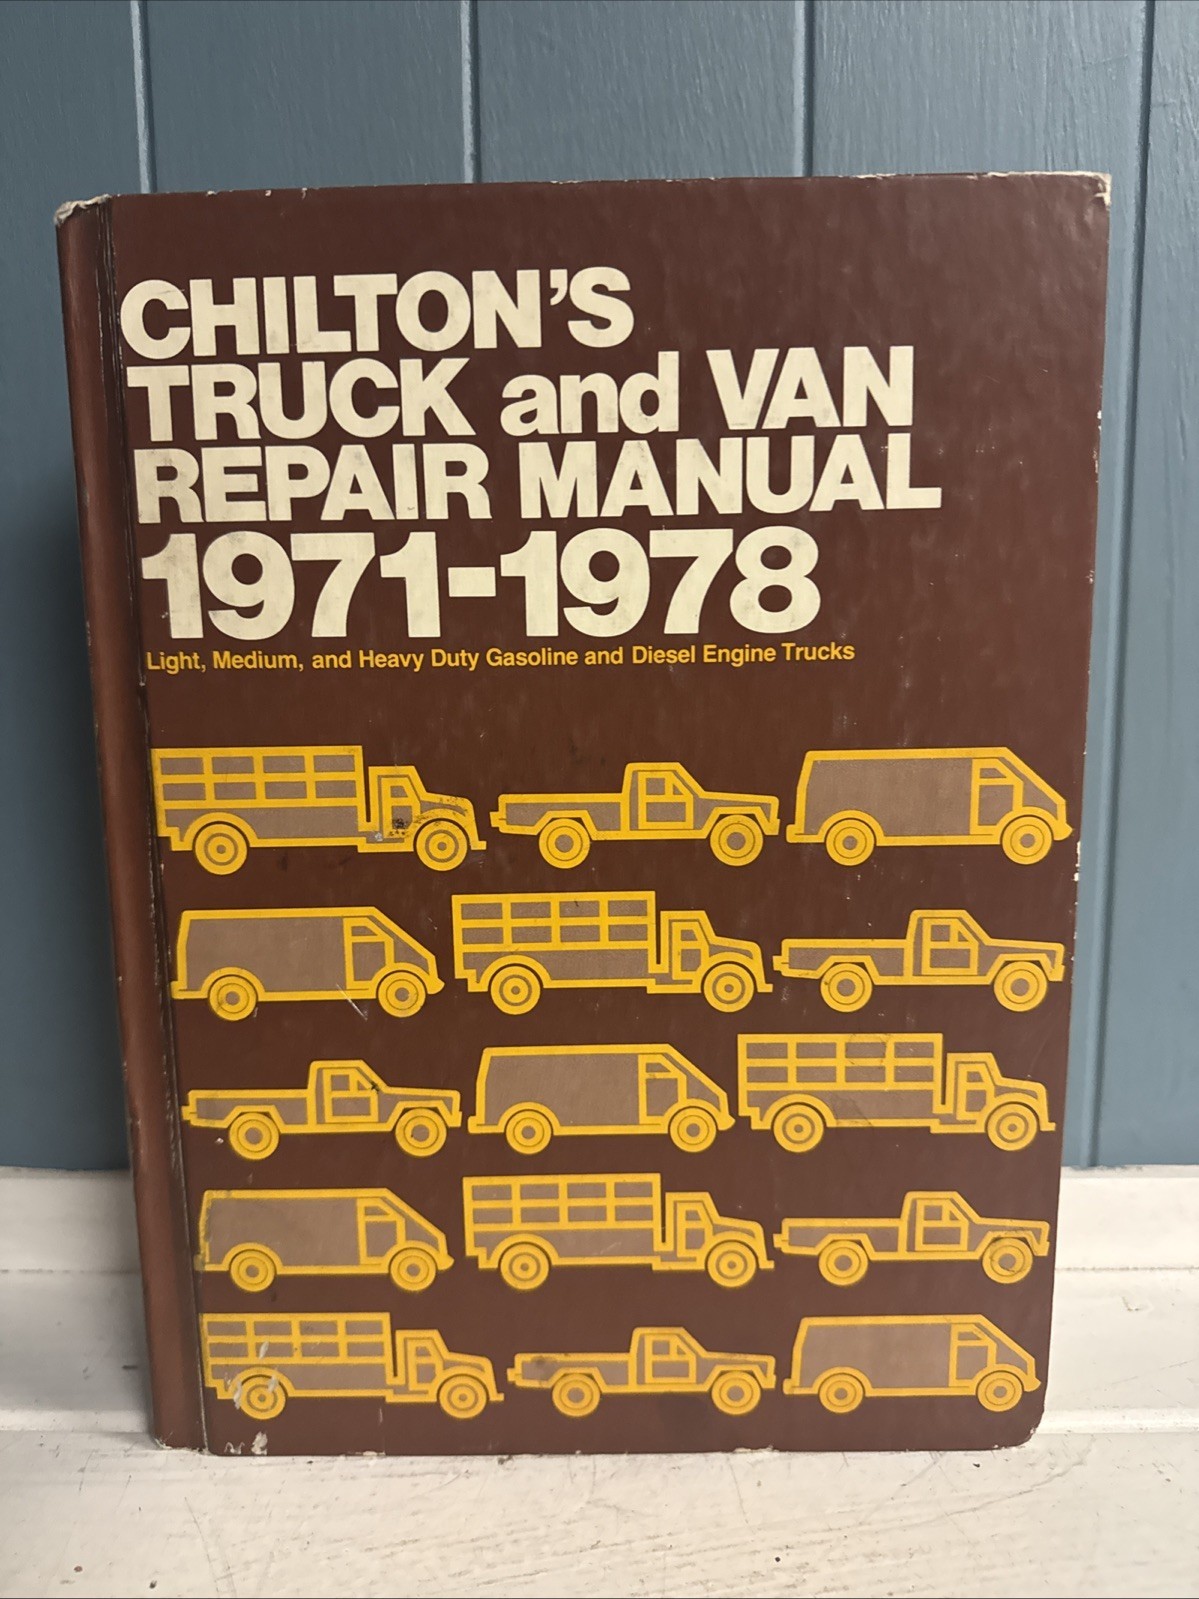 CHILTON'S
TRUCK and VAN
REPAIR MANUAL
1971-1978
Light, Medium, and Heavy Duty Gasoline and Diesel Engine Trucks